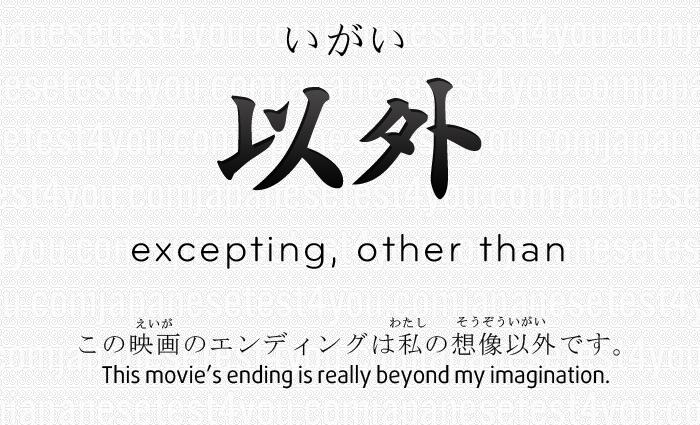 いがい
以外
excepting, other than
えいが わたし そうぞういがい
この映画のエンディングは私の想像以外です。
This movie's ending is really beyond my imagination.